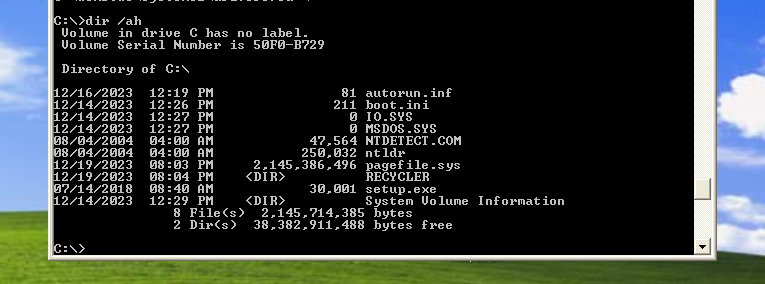 C:\>dir /ah
Volume in drive C has no label.
Volume Serial Number is 50F0-B729
Directory of C:\
12/16/2023  12:19 PM                81 autorun.inf
12/14/2023  12:26 PM               211 boot.ini
12/14/2023  12:27 PM                 0 IO.SYS
12/14/2023  12:27 PM                 0 MSDOS.SYS
08/04/2004  04:00 AM            47,564 NTDETECT.COM
08/04/2004  04:00 AM           250,032 ntldr
12/19/2023  08:03 PM     2,145,386,496 pagefile.sys
12/19/2023  08:04 PM    <DIR>          RECYCLER
07/14/2018  08:40 AM            30,001 setup.exe
12/14/2023  12:29 PM    <DIR>          System Volume Information
8 File(s)  2,145,714,385 bytes
2 Dir(s)  38,382,911,488 bytes free
C:\>